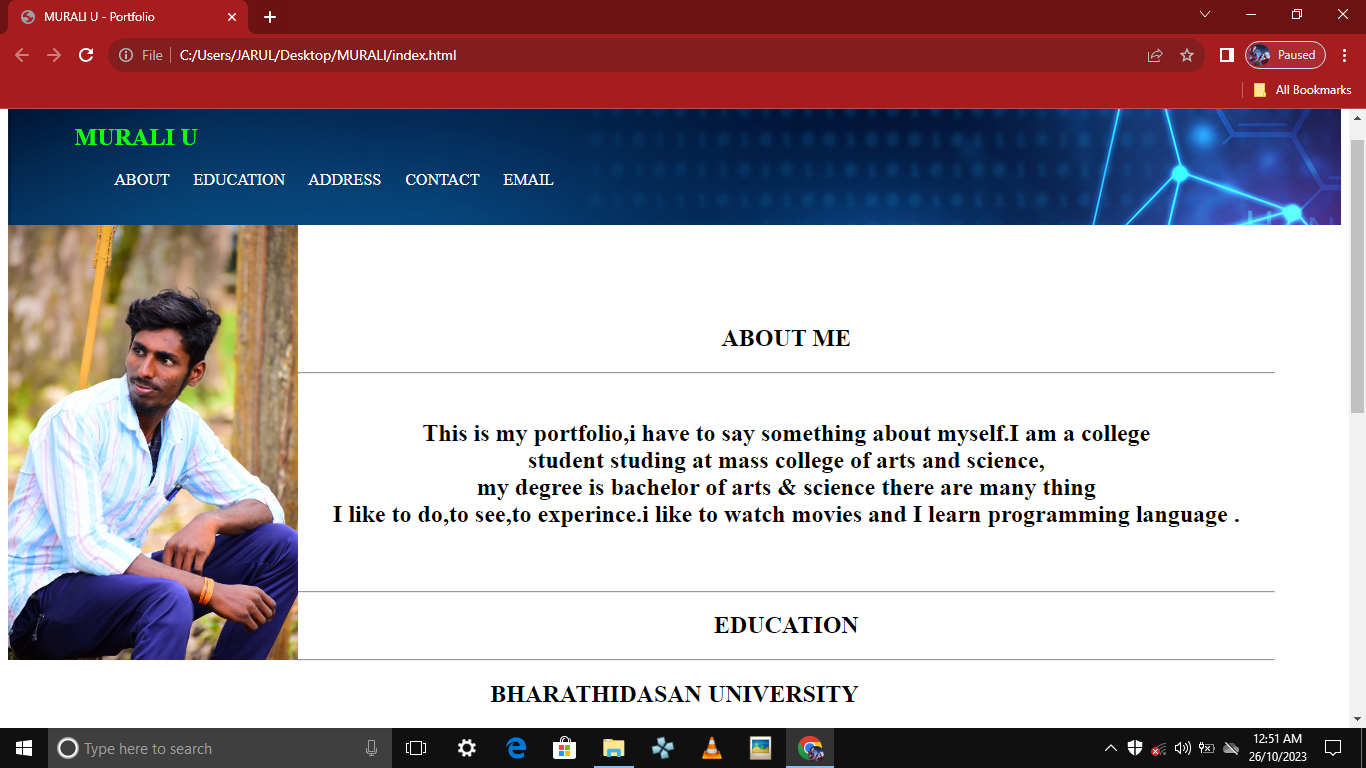 MURALI U - Portfolio
File
C:/Users/JARUL/Desktop/MURALI/index.html
Paused
All Bookmarks
MURALI U
ABOUT EDUCATION ADDRESS CONTACT EMAIL
ABOUT ME
This is my portfolio,i have to say something about myself.I am a college
student studing at mass college of arts and science,
my degree is bachelor of arts & science there are many thing
I like to do,to see,to experince.i like to watch movies and I learn programming language .
EDUCATION
BHARATHIDASAN UNIVERSITY
Type here to search
12:51 AM
26/10/2023